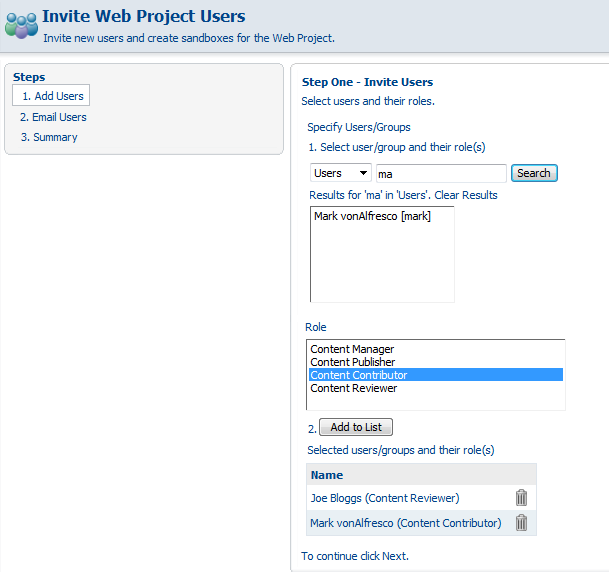 Invite Web Project Users
Invite new users and create sandboxes for the Web Project.
Steps
1. Add Users
2. Email Users
3. Summary
Step One - Invite Users
Select users and their roles.
Specify Users/Groups
1. Select user/group and their role(s)
Users ma Search
Results for 'ma' in 'Users'. Clear Results
Mark vonAlfresco [mark]
Role
Content Manager
Content Publisher
Content Contributor
Content Reviewer
2. Add to List
Selected users/groups and their role(s)
Name
Joe Bloggs (Content Reviewer)
Mark vonAlfresco (Content Contributor)
To continue click Next.